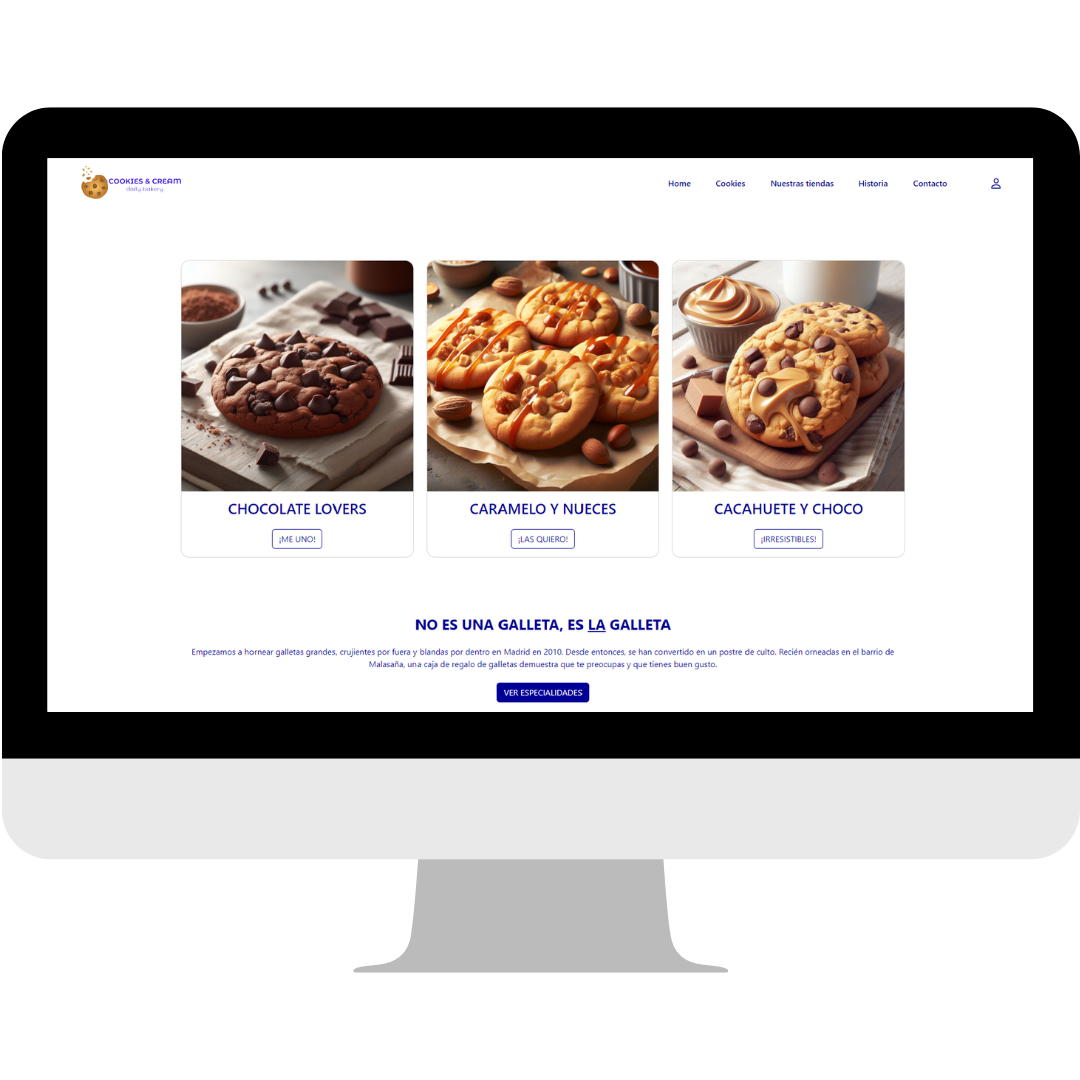 COOKIES & CREAM
daily bakery
Home Cookies Nuestras tiendas Historia Contacto
CHOCOLATE LOVERS
¡ME UNO!
CARAMELO Y NUECES
¡LAS QUIERO!
CACAHUETE Y CHOCO
¡IRRESISTIBLES!
NO ES UNA GALLETA, ES LA GALLETA
Empezamos a hornear galletas grandes, crujientes por fuera y blandas por dentro en Madrid en 2010. Desde entonces, se han convertido en un postre de culto. Recién orneadas en el barrio de
Malasaña, una caja de regalo de galletas demuestra que te preocupas y que tienes buen gusto.
VER ESPECIALIDADES